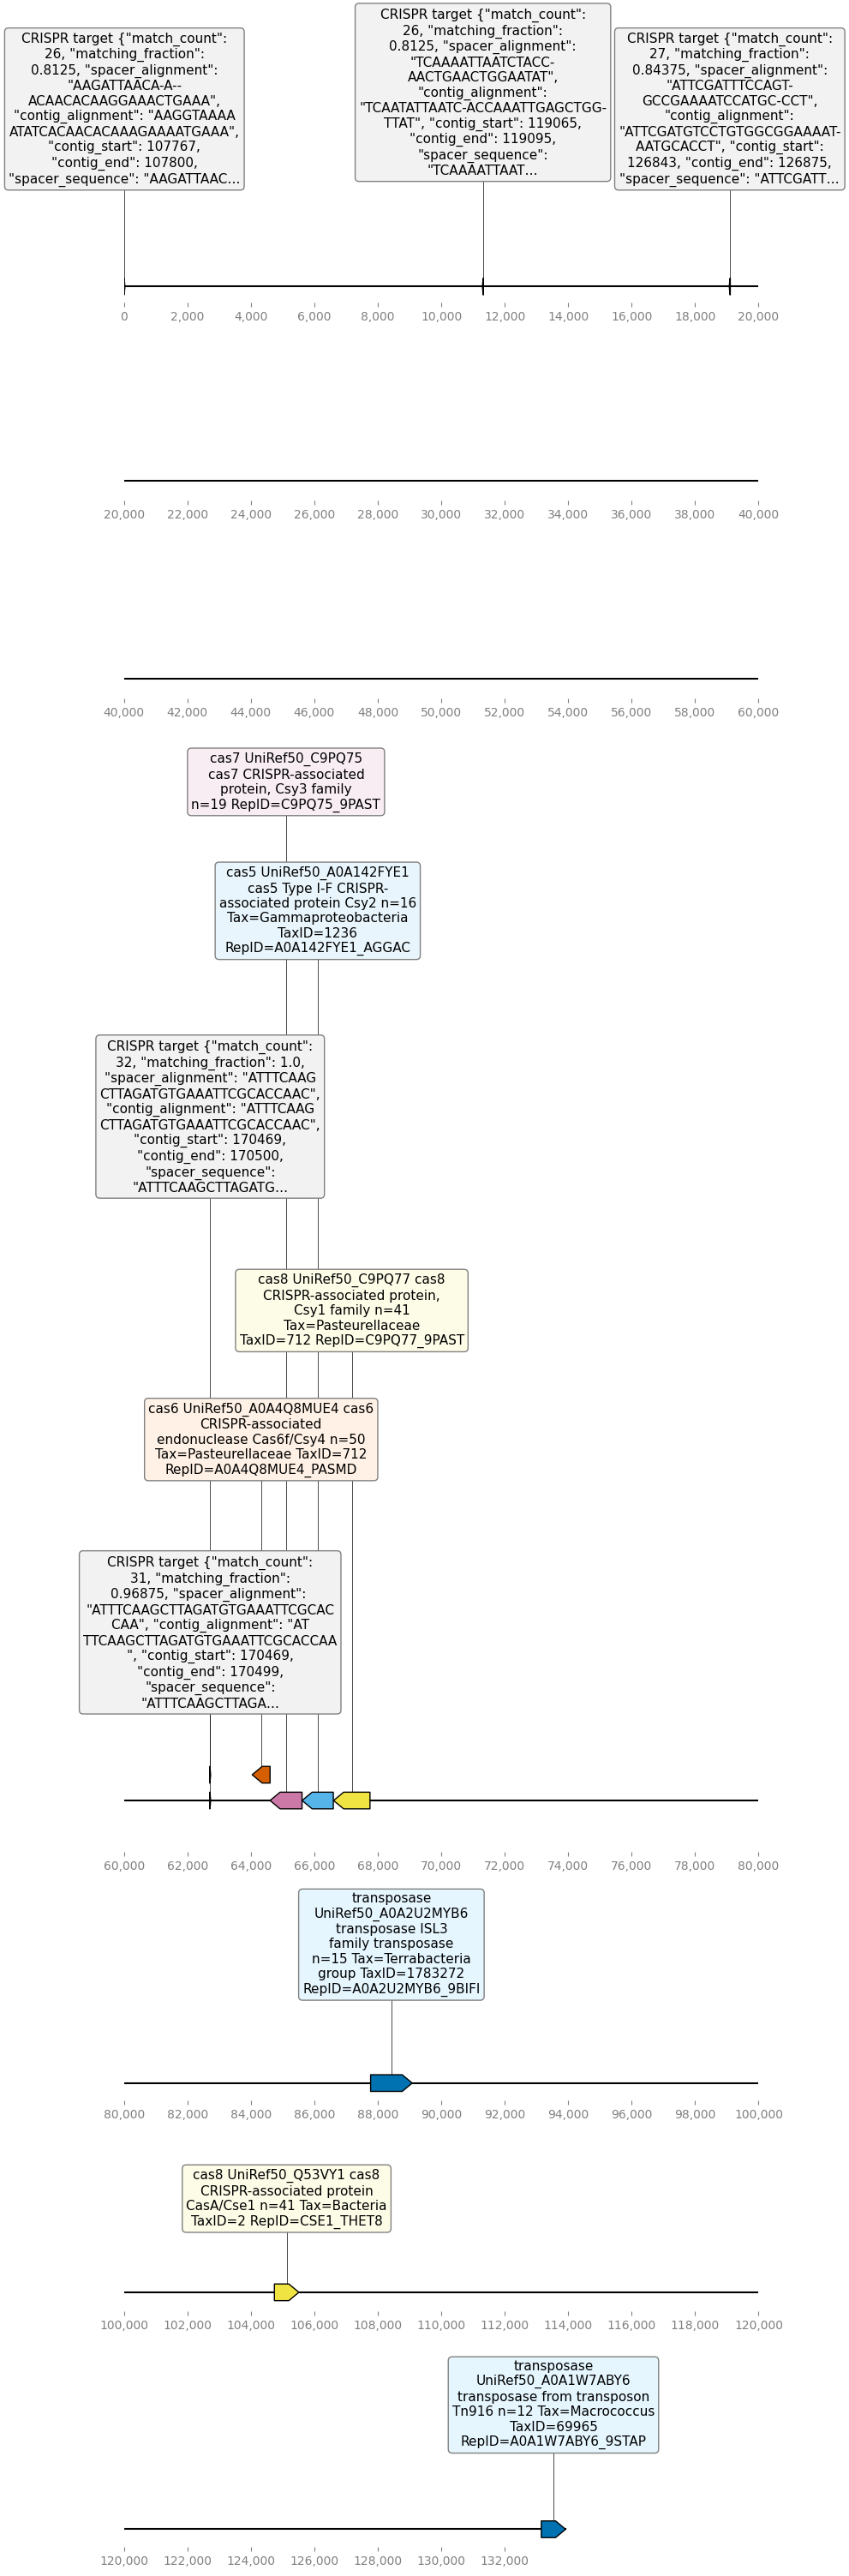 CRISPR target {"match_count":
26, "matching_fraction":
0.8125, "spacer_alignment":
"AAGATTAACA-A--
ACAACACAAGGAAACTGAAA",
"contig_alignment": "AAGGTAAAA
ATATCACAACACAAAGAAAATGAAA",
"contig_start": 107767,
"contig_end": 107800,
"spacer_sequence": "AAGATTAAC…
CRISPR target {"match_count":
26, "matching_fraction":
0.8125, "spacer_alignment":
"TCAAAATTAATCTACC-
AACTGAACTGGAATAT",
"contig_alignment":
"TCAATATTAATC-ACCAAATTGAGCTGG-
TTAT", "contig_start": 119065,
"contig_end": 119095,
"spacer_sequence":
"TCAAAATTAAT…
CRISPR target {"match_count":
27, "matching_fraction":
0.84375, "spacer_alignment":
"ATTCGATTTCCAGT-
GCCGAAAATCCATGC-CCT",
"contig_alignment":
"ATTCGATGTCCTGTGGCGGAAAAT-
AATGCACCT", "contig_start":
126843, "contig_end": 126875,
"spacer_sequence": "ATTCGATT…
0 2,000 4,000 6,000 8,000 10,000 12,000 14,000 16,000 18,000 20,000
20,000 22,000 24,000 26,000 28,000 30,000 32,000 34,000 36,000 38,000 40,000
40,000 42,000 44,000 46,000 48,000 50,000 52,000 54,000 56,000 58,000 60,000
cas7 UniRef50_C9PQ75
cas7 CRISPR-associated
protein, Csy3 family
n=19 RepID=C9PQ75_9PAST
cas5 UniRef50_A0A142FYE1
cas5 Type I-F CRISPR-
associated protein Csy2 n=16
Tax=Gammaproteobacteria
TaxID=1236
RepID=A0A142FYE1_AGGAC
CRISPR target {"match_count":
32, "matching_fraction": 1.0,
"spacer_alignment": "ATTTCAAG
CTTAGATGTGAAATTCGCACCAAC",
"contig_alignment": "ATTTCAAG
CTTAGATGTGAAATTCGCACCAAC",
"contig_start": 170469,
"contig_end": 170500,
"spacer_sequence":
"ATTTCAAGCTTAGATG…
cas8 UniRef50_C9PQ77 cas8
CRISPR-associated protein,
Csy1 family n=41
Tax=Pasteurellaceae
TaxID=712 RepID=C9PQ77_9PAST
cas6 UniRef50_A0A4Q8MUE4 cas6
CRISPR-associated
endonuclease Cas6f/Csy4 n=50
Tax=Pasteurellaceae TaxID=712
RepID=A0A4Q8MUE4_PASMD
CRISPR target {"match_count":
31, "matching_fraction":
0.96875, "spacer_alignment":
"ATTTCAAGCTTAGATGTGAAATTCGCAC
CAA", "contig_alignment": "AT
TTCAAGCTTAGATGTGAAATTCGCACCAA
", "contig_start": 170469,
"contig_end": 170499,
"spacer_sequence":
"ATTTCAAGCTTAGA…
60,000 62,000 64,000 66,000 68,000 70,000 72,000 74,000 76,000 78,000 80,000
transposase
UniRef50_A0A2U2MYB6
transposase ISL3
family transposase
n=15 Tax=Terrabacteria
group TaxID=1783272
RepID=A0A2U2MYB6_9BIFI
80,000 82,000 84,000 86,000 88,000 90,000 92,000 94,000 96,000 98,000 100,000
cas8 UniRef50_Q53VY1 cas8
CRISPR-associated protein
CasA/Cse1 n=41 Tax=Bacteria
TaxID=2 RepID=CSE1_THET8
100,000 102,000 104,000 106,000 108,000 110,000 112,000 114,000 116,000 118,000 120,000
transposase
UniRef50_A0A1W7ABY6
transposase from transposon
Tn916 n=12 Tax=Macrococcus
TaxID=69965
RepID=A0A1W7ABY6_9STAP
120,000 122,000 124,000 126,000 128,000 130,000 132,000